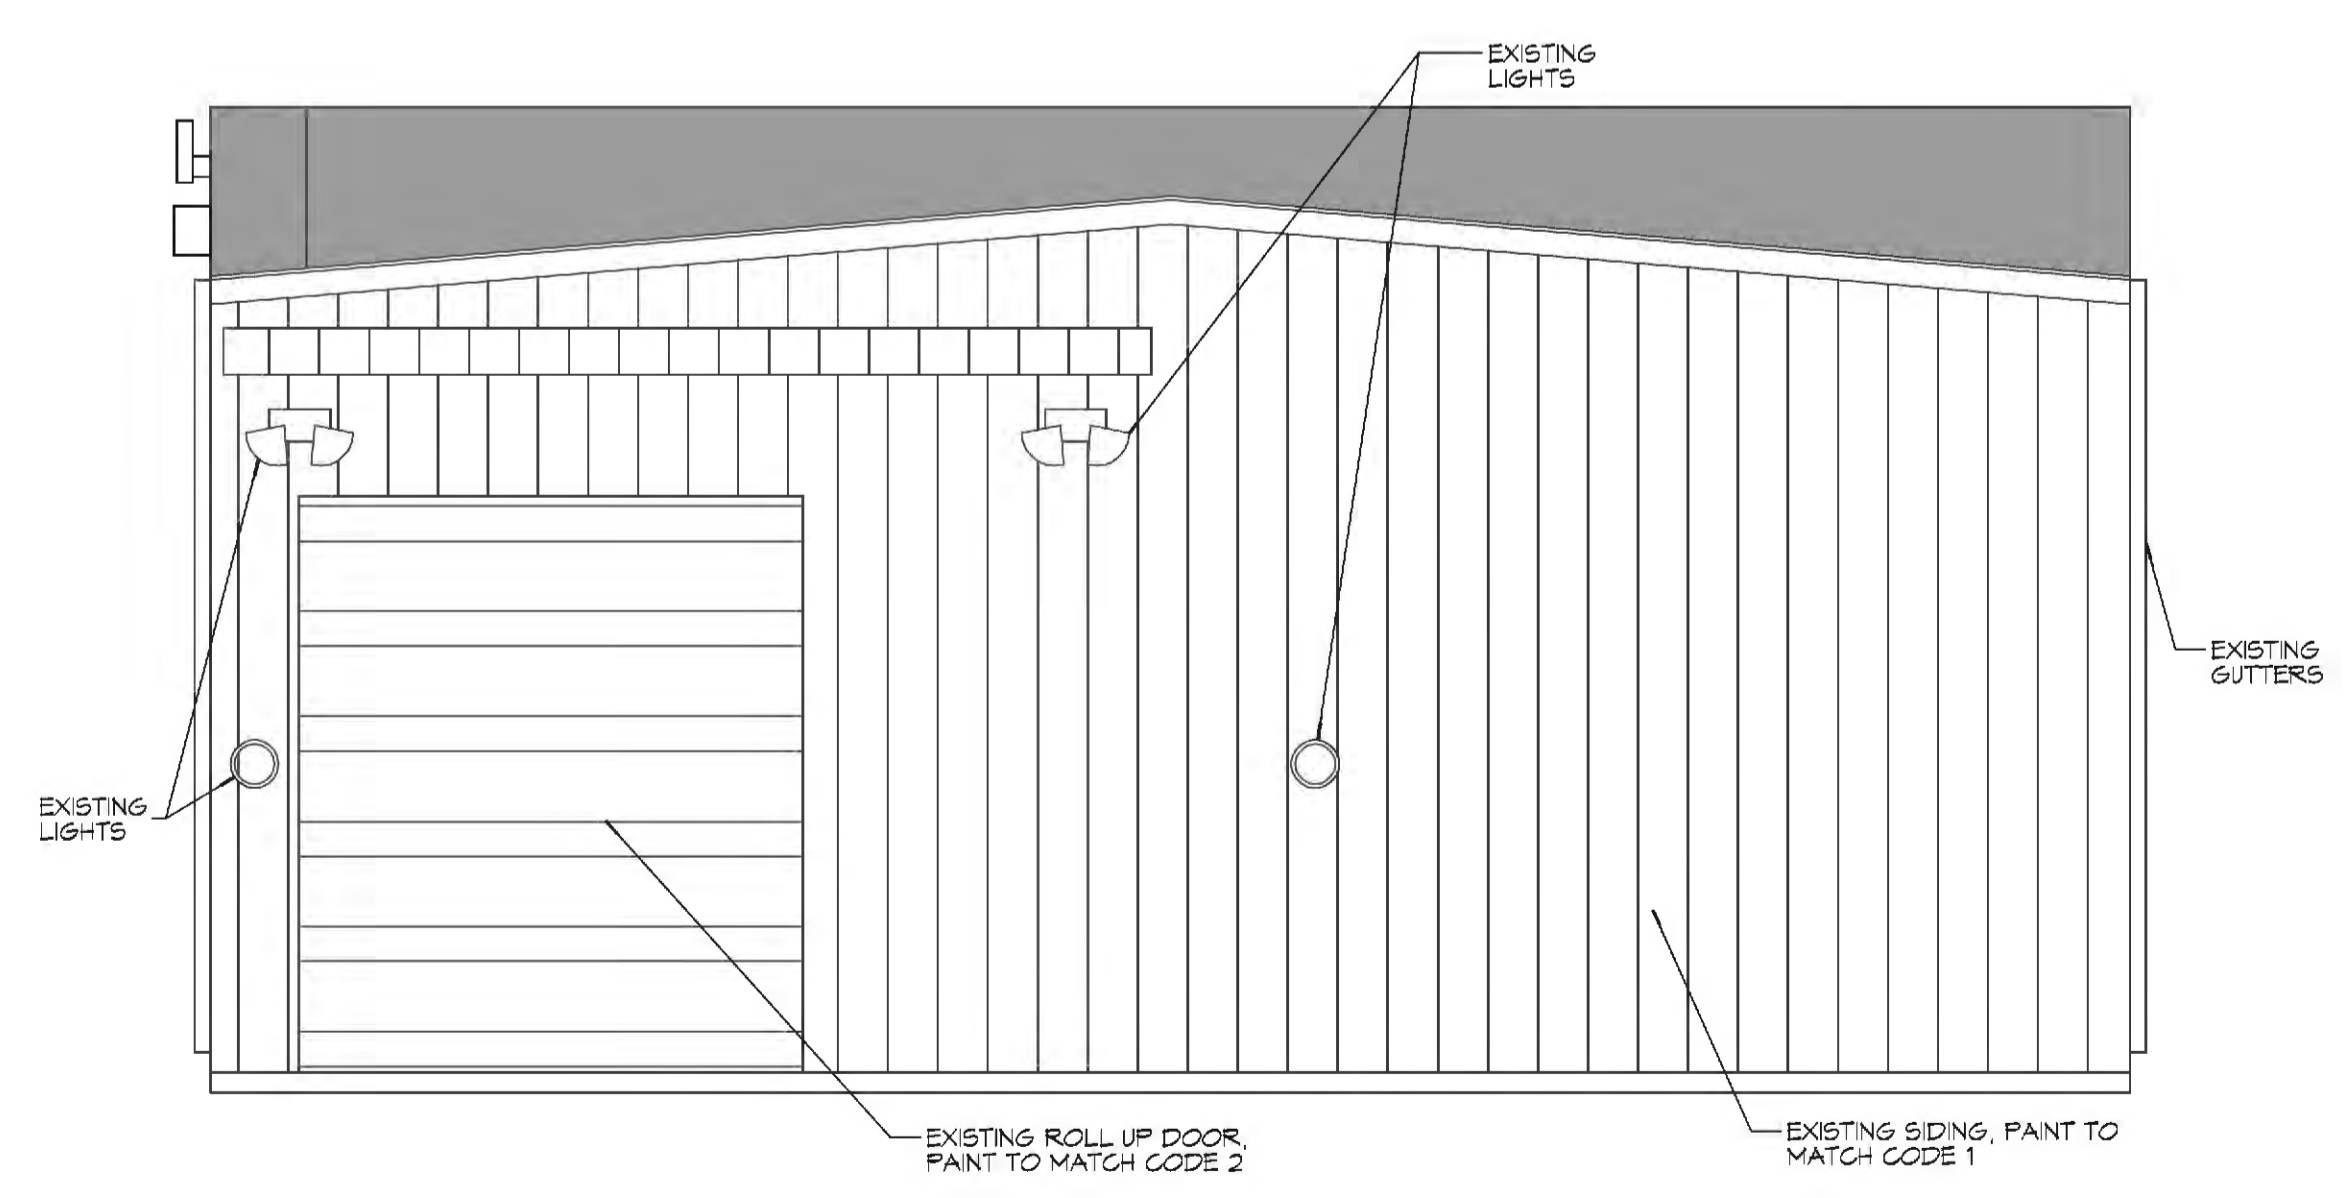 EXISTING
LIGHTS
EXISTING
GUTTERS
EXISTING
LIGHTS
EXISTING ROLL UP DOOR,
PAINT TO MATCH CODE 2
EXISTING SIDING, PAINT TO
MATCH CODE 1